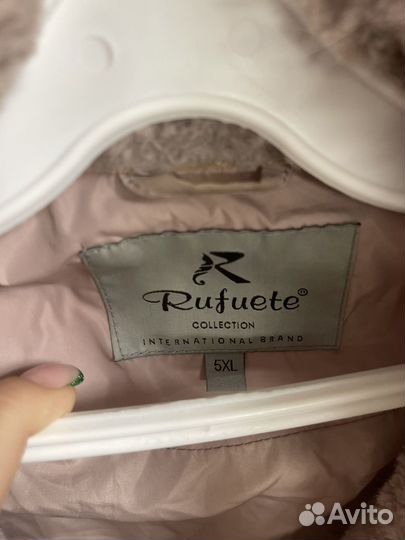 Rufuete®
COLLECTION
INTERNATIONAL BRAND
5XL
Avito